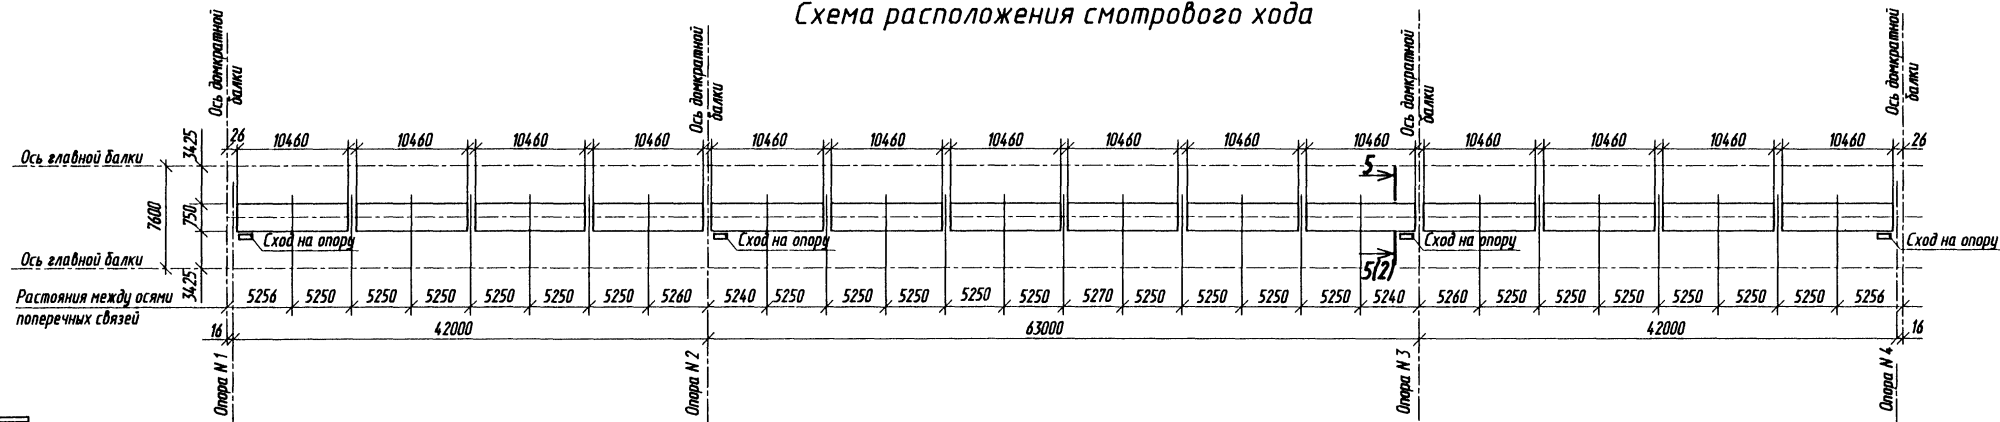 Схема расположения смотрового хода
Ось домкратной
балки
Ось домкратной
балки
Ось домкратной
балки
Ось домкратной
балки
26 10460 10460 10460 10460 10460 10460 10460 10460 10460 10460 10460 10460 10460 10460 26
Ось главной балки
3425
5
7600
750
Сход на опору
Сход на опору
Сход на опору
Сход на опору
Ось главной балки
3425
5(2)
Растояния между осями
поперечных связей
5256 5250 5250 5250 5250 5250 5250 5260 5240 5250 5250 5250 5250 5250 5270 5250 5250 5250 5250 5240 5260 5250 5250 5250 5250 5250 5250 5256
16 42000 63000 42000 16
Опора N 1
Опора N 2
Опора N 3
Опора N 4